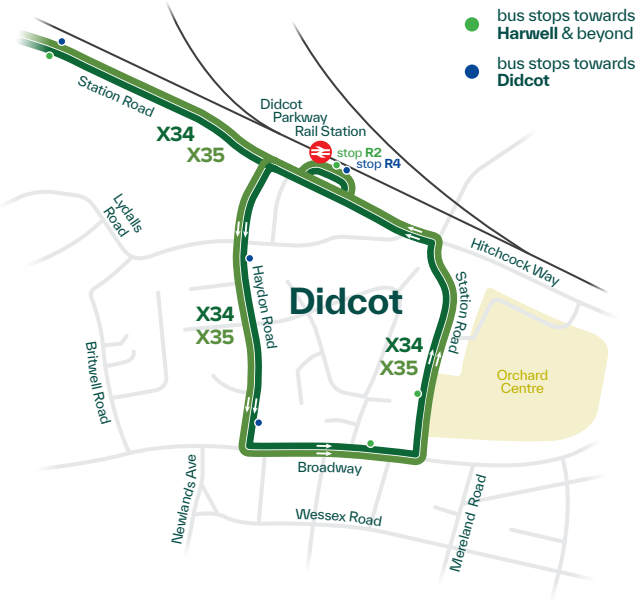 bus stops towards
Harwell & beyond
bus stops towards
Didcot
Station Road
Didcot
Parkway
Rail Station
stop R2
stop R4
X34
X35
Lydalls
Road
Hitchcock Way
Haydon Road
Didcot
Station Road
X34
X35
X34
X35
Britwell Road
Orchard
Centre
Broadway
Newlands Ave
Wessex Road
Mereland Road